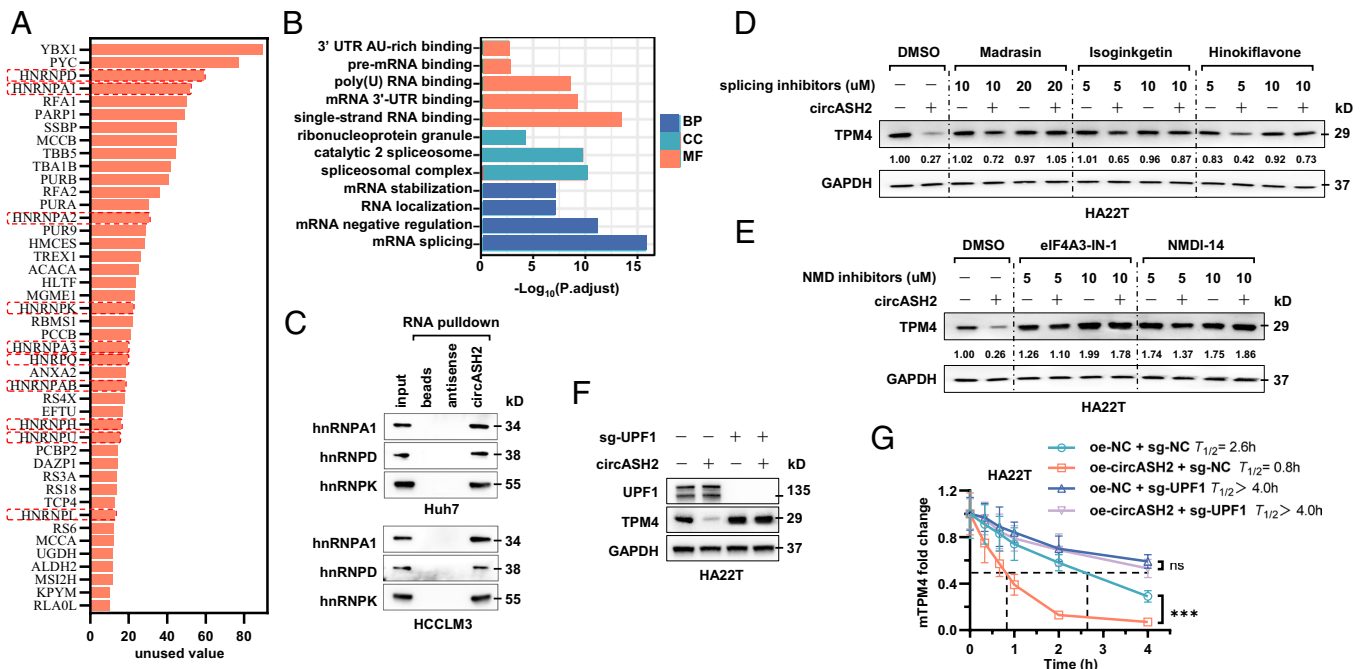 A
YBX1
PYC
HNRNPD
HNRNPA1
RFA1
PARP1
SSBP
MCCB
TBB5
TBA1B
PURB
RFA2
PURA
HNRNPA2
PUR9
HMCES
TREX1
ACACA
HLTF
MGME1
HNRNPK
RBMS1
PCCB
HNRNPA3
HNRPQ
ANXA2
HNRNPAB
RS4X
EFTU
HNRNPH
HNRNPU
PCBP2
DAZP1
RS3A
RS18
TCP4
HNRNPL
RS6
MCCA
UGDH
ALDH2
MSI2H
KPYM
RLA0L
0 20 40 60 80
unused value
B
3' UTR AU-rich binding
pre-mRNA binding
poly(U) RNA binding
mRNA 3'-UTR binding
single-strand RNA binding
ribonucleoprotein granule
catalytic 2 spliceosome
spliceosomal complex
mRNA stabilization
RNA localization
mRNA negative regulation
mRNA splicing
0 5 10 15
-Log10(P.adjust)
BP
CC
MF
C
RNA pulldown
input beads antisense circASH2
kD
hnRNPA1 34
hnRNPD 38
hnRNPK 55
Huh7
hnRNPA1 34
hnRNPD 38
hnRNPK 55
HCCLM3
D
DMSO Madrasin Isoginkgetin Hinokiflavone
splicing inhibitors (uM) − − 10 10 20 20 5 5 10 10 5 5 10 10
circASH2 − + − + − + − + − + − + − + kD
TPM4 29
1.00 0.27 1.02 0.72 0.97 1.05 1.01 0.65 0.96 0.87 0.83 0.42 0.92 0.73
GAPDH 37
HA22T
E
DMSO eIF4A3-IN-1 NMDI-14
NMD inhibitors (uM) − − 5 5 10 10 5 5 10 10
circASH2 − + − + − + − + − + kD
TPM4 29
1.00 0.26 1.26 1.10 1.99 1.78 1.74 1.37 1.75 1.86
GAPDH 37
HA22T
F
sg-UPF1 − − + +
circASH2 − + − + kD
UPF1 135
TPM4 29
GAPDH 37
HA22T
G
oe-NC + sg-NC T1/2= 2.6h
oe-circASH2 + sg-NC T1/2= 0.8h
oe-NC + sg-UPF1 T1/2> 4.0h
oe-circASH2 + sg-UPF1 T1/2> 4.0h
HA22T
mTPM4 fold change
1.2
0.8
0.4
0.0
0 1 2 3 4
Time (h)
ns
***